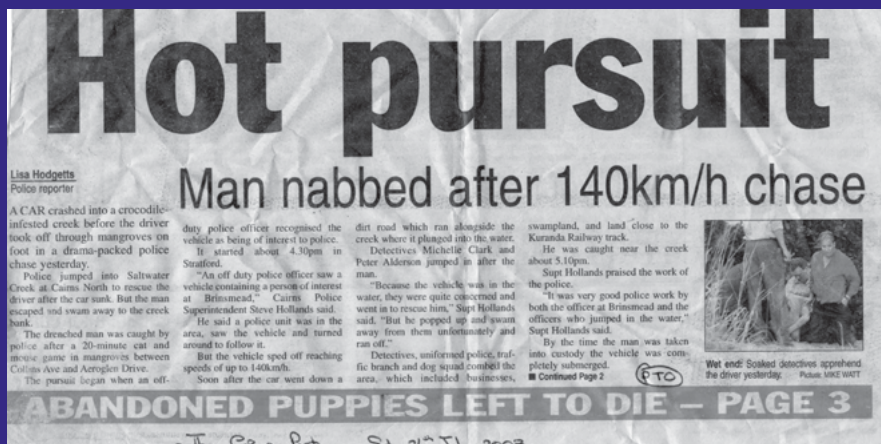 Hot pursuit
Man nabbed after 140km/h chase
Lisa Hodgetts
Police reporter
A CAR crashed into a crocodile-
infested creek before the driver
took off through mangroves on
foot in a drama-packed police
chase yesterday.
Police jumped into Saltwater
Creek at Cairns North to rescue the
driver after the car sunk. But the man
escaped and swam away to the creek
bank.
The drenched man was caught by
police after a 20-minute cat and
mouse game in mangroves between
Collins Ave and Aeroglen Drive.
The pursuit began when an off-
duty police officer recognised the
vehicle as being of interest to police.
It started about 4.30pm in
Stratford.
"An off duty police officer saw a
vehicle containing a person of interest
at Brinsmead," Cairns Police
Superintendent Steve Hollands said.
He said a police unit was in the
area, saw the vehicle and turned
around to follow it.
But the vehicle sped off reaching
speeds of up to 140km/h.
Soon after the car went down a
dirt road which ran alongside the
creek where it plunged into the water.
Detectives Michelle Clark and
Peter Alderson jumped in after the
man.
"Because the vehicle was in the
water, they were quite concerned and
went in to rescue him," Supt Hollands
said. "But he popped up and swam
away from them unfortunately and
ran off."
Detectives, uniformed police, traf-
fic branch and dog squad combed the
area, which included businesses,
swampland, and land close to the
Kuranda Railway track.
He was caught near the creek
about 5.10pm.
Supt Hollands praised the work of
the police.
"It was very good police work by
both the officer at Brinsmead and the
officers who jumped in the water,"
Supt Hollands said.
By the time the man was taken
into custody the vehicle was com-
pletely submerged.
■ Continued Page 2
PTO
Wet end: Soaked detectives apprehend
the driver yesterday. Picture: MIKE WATT
ABANDONED PUPPIES LEFT TO DIE – PAGE 3
2003